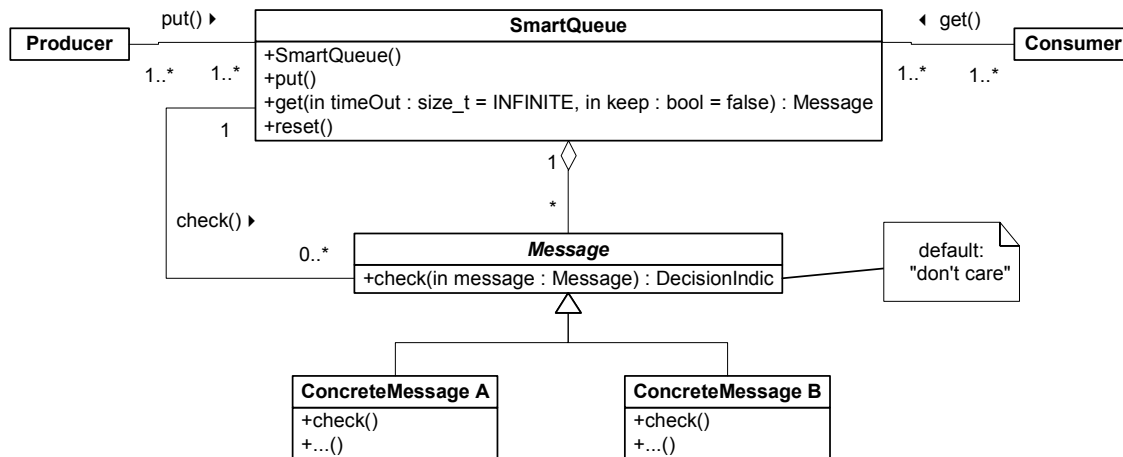 put()
SmartQueue
get()
Producer
Consumer
+SmartQueue()
+put()
+get(in timeOut : size_t = INFINITE, in keep : bool = false) : Message
+reset()
1..*
1..*
1..*
1..*
1
1
*
check()
0..*
Message
+check(in message : Message) : DecisionIndic
default:
"don't care"
ConcreteMessage A
+check()
+...()
ConcreteMessage B
+check()
+...()